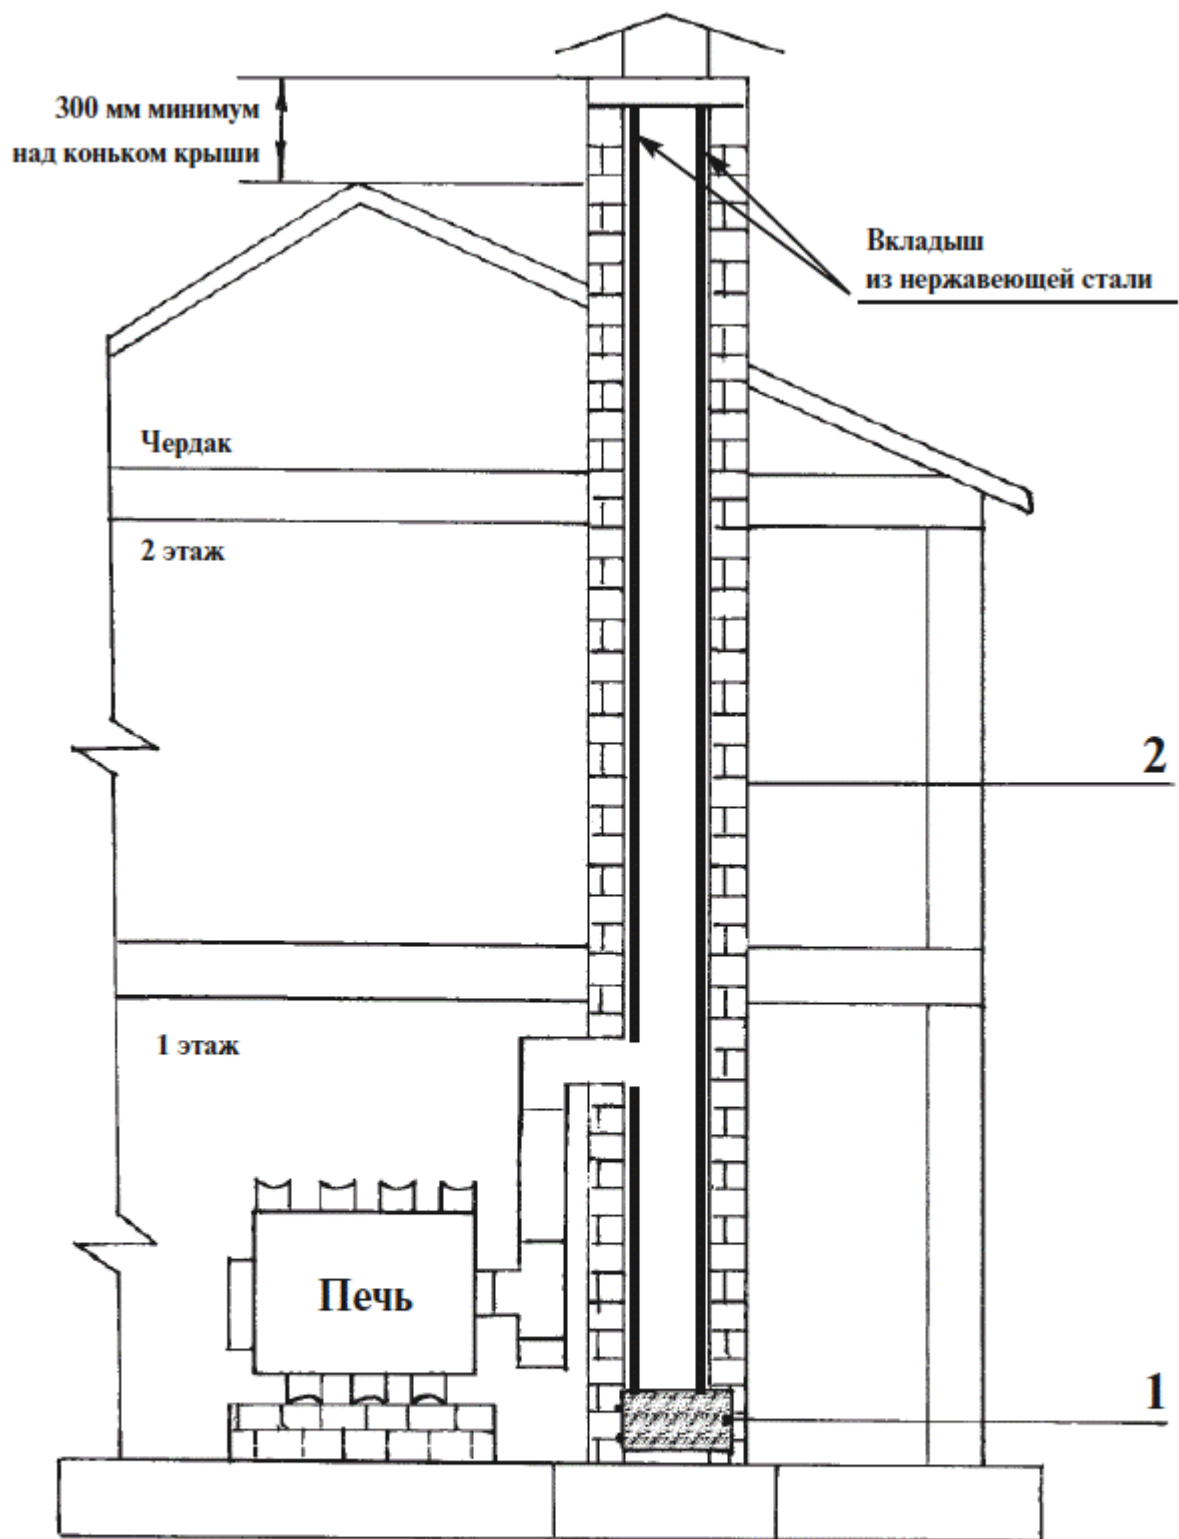 300 мм минимум
над коньком крыши
Вкладыш
из нержавеющей стали
Чердак
2 этаж
2
1 этаж
Печь
1